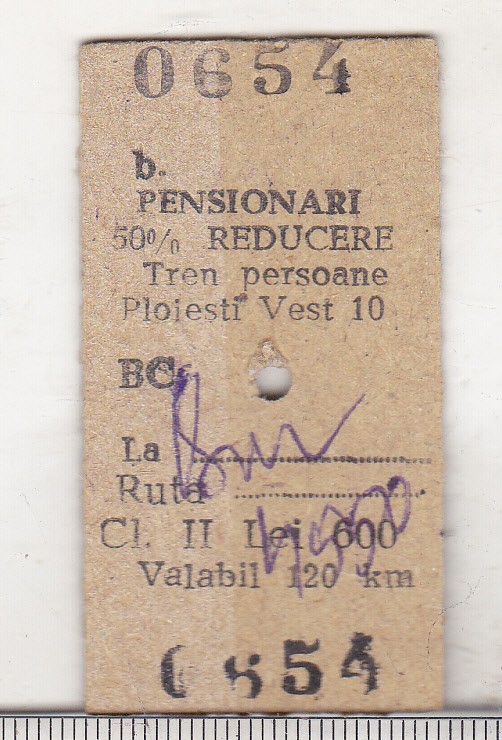 0654
b.
PENSIONARI
50% REDUCERE
Tren persoane
Ploiești Vest 10
BC
La
Ruta
Cl. II Lei 600
Valabil 120 km
0654